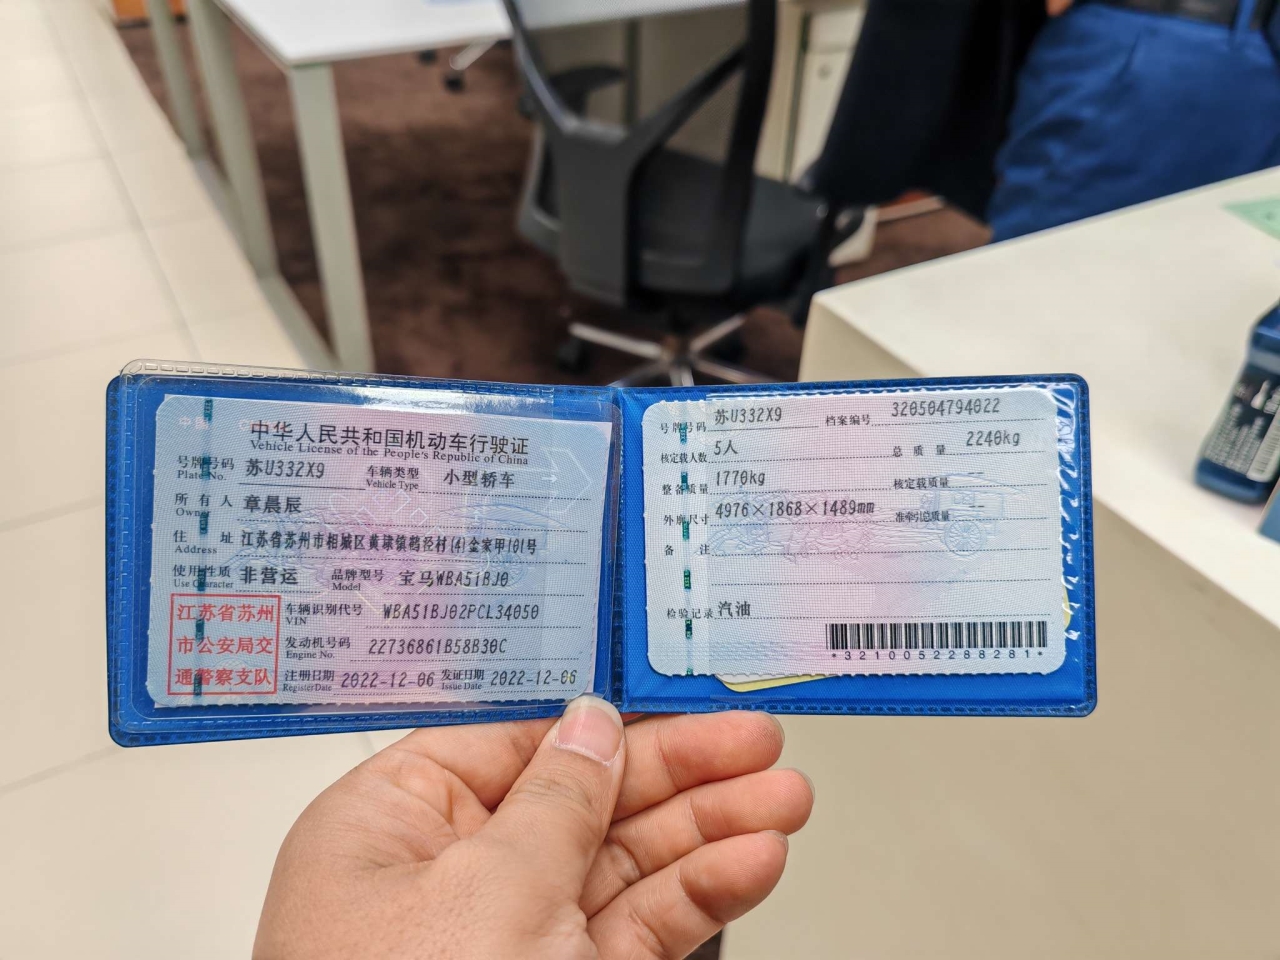 中华人民共和国机动车行驶证
Vehicle License of the People's Republic of China
号牌号码 苏U332X9 车辆类型 小型轿车
Plate No. Vehicle Type
所有人 章晨辰
Owner
住址 江苏省苏州市相城区黄埭镇鹤泾村(4)金家甲101号
Address
使用性质 非营运 品牌型号 宝马WBA51BJ0
Use Character Model
江苏省苏州
市公安局交
通警察支队
车辆识别代号 WBA51BJ02PCL34050
VIN
发动机号码 22736861B58B30C
Engine No.
注册日期 2022-12-06 发证日期 2022-12-06
Register Date Issue Date
号牌号码 苏U332X9 档案编号 320504794022
核定载人数 5人 总质量 2240kg
整备质量 1770kg 核定载质量 --
外廓尺寸 4976×1868×1489mm 准牵引总质量 --
备注
检验记录 汽油
*3210052288281*